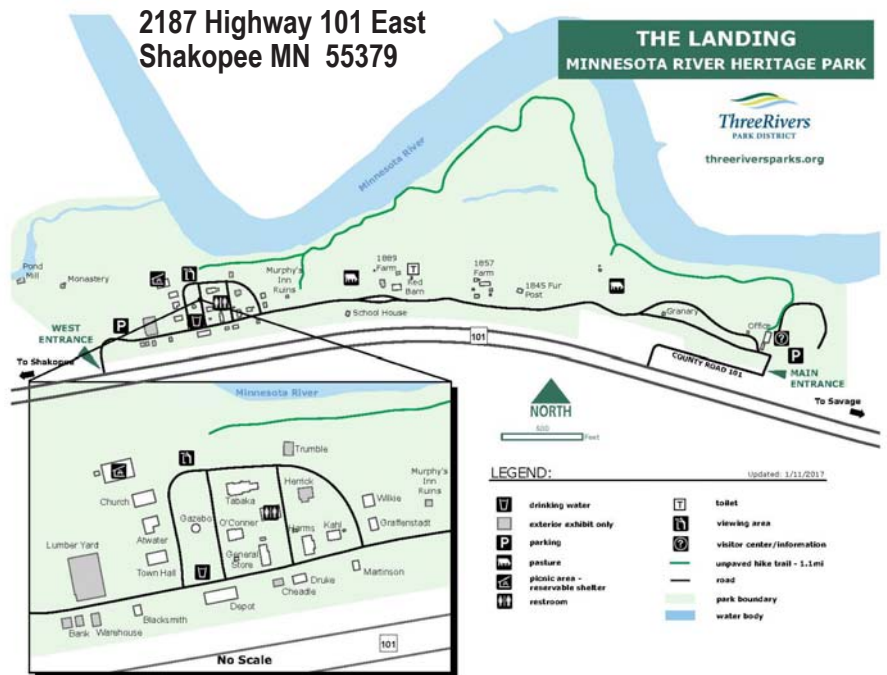 2187 Highway 101 East
Shakopee MN 55379
THE LANDING
MINNESOTA RIVER HERITAGE PARK
ThreeRivers
PARK DISTRICT
threeriversparks.org
Minnesota River
Pond
Mill
Monastery
Murphy's
Inn
Ruins
1889
Farm
T
Red
Barn
School House
1857
Farm
1845 Fur
Post
Granary
Office
?
P
P
WEST
ENTRANCE
To Shakopee
101
COUNTY ROAD 101
MAIN
ENTRANCE
To Savage
NORTH
600
Feet
Minnesota River
Trumble
Herrick
Tabaka
Murphy's
Inn
Ruins
Church
Gazebo
O'Conner
Wilkie
Harms
Kahl
Graffenstadt
Atwater
Lumber Yard
General
Store
Town Hall
Martinson
Druke
Cheadle
Depot
Blacksmith
Bank
Warehouse
101
No Scale
LEGEND:
Updated: 1/11/2017
drinking water
exterior exhibit only
P parking
pasture
picnic area -
reservable shelter
restroom
T toilet
viewing area
? visitor center/information
unpaved hike trail - 1.1mi
road
park boundary
water body